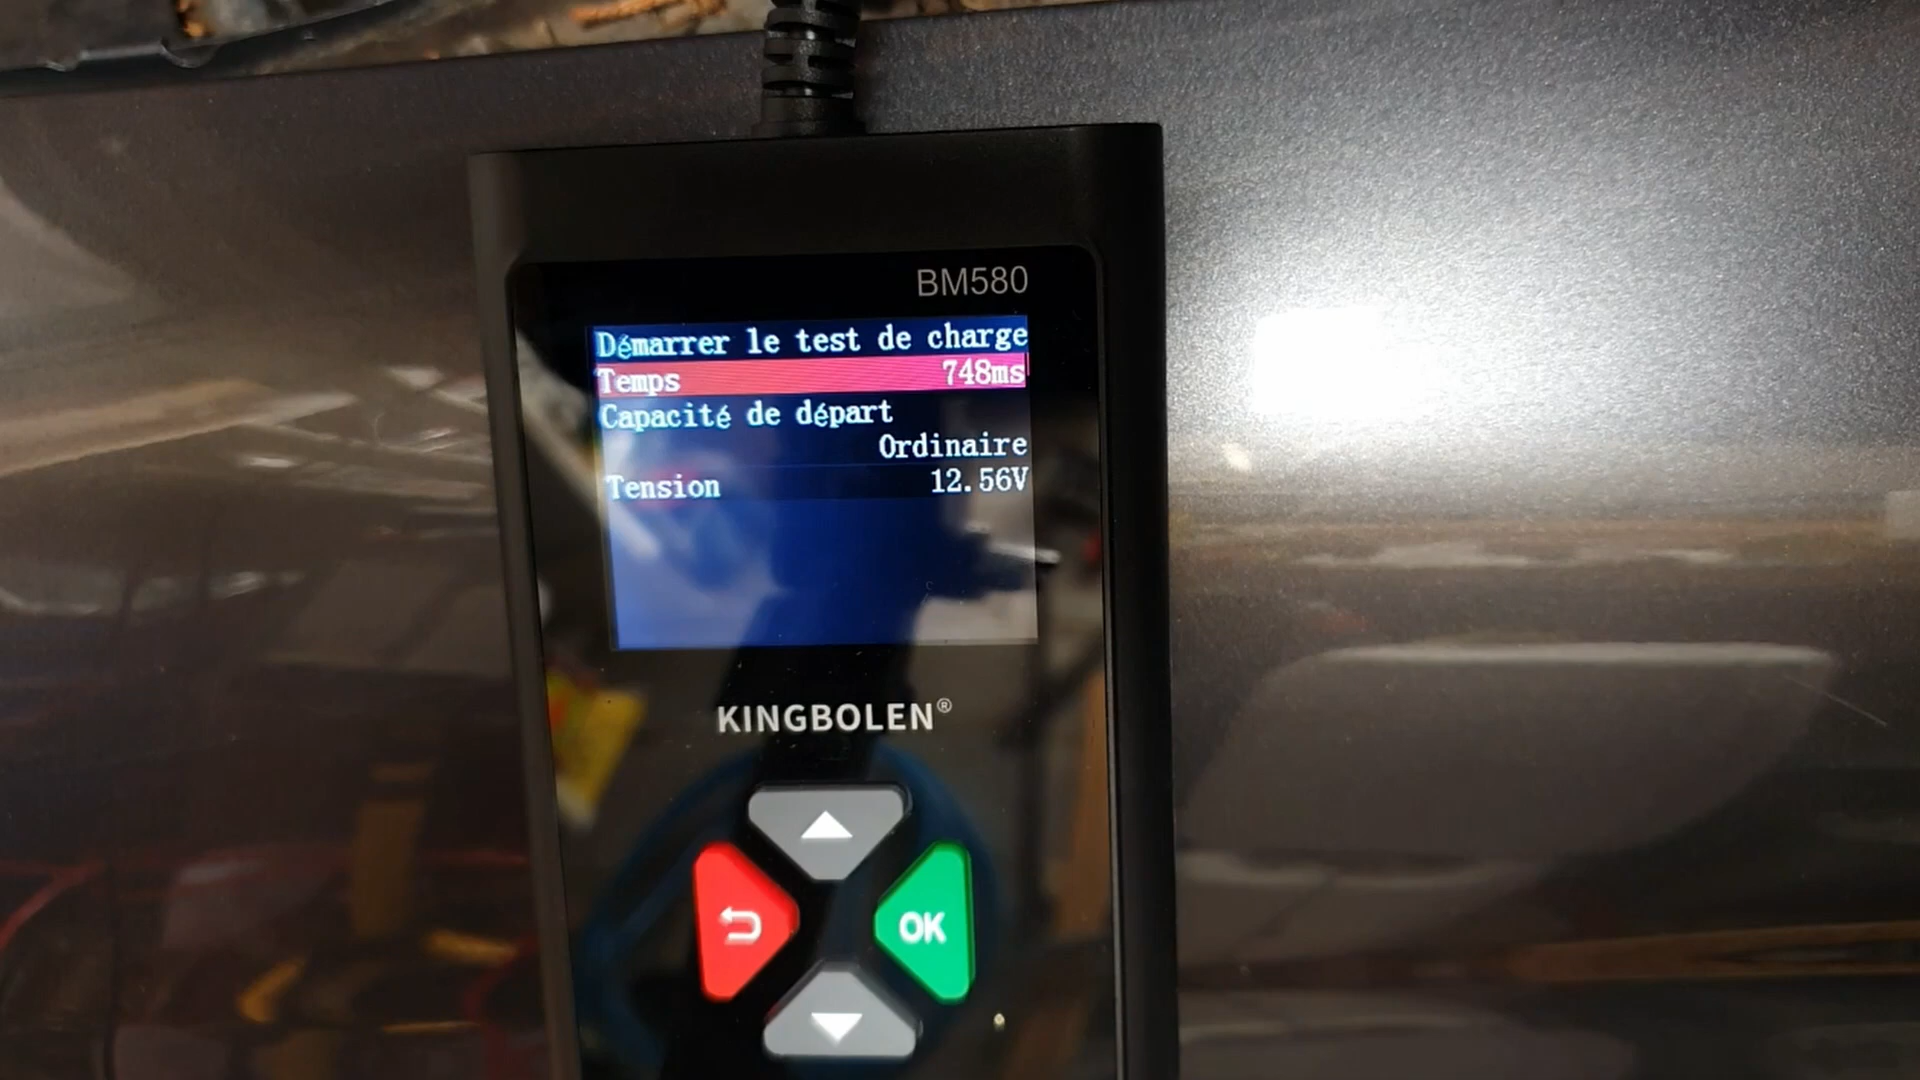 BM580
Démarrer le test de charge
Temps 748ms
Capacité de départ
Ordinaire
Tension 12.56V
KINGBOLEN®
OK